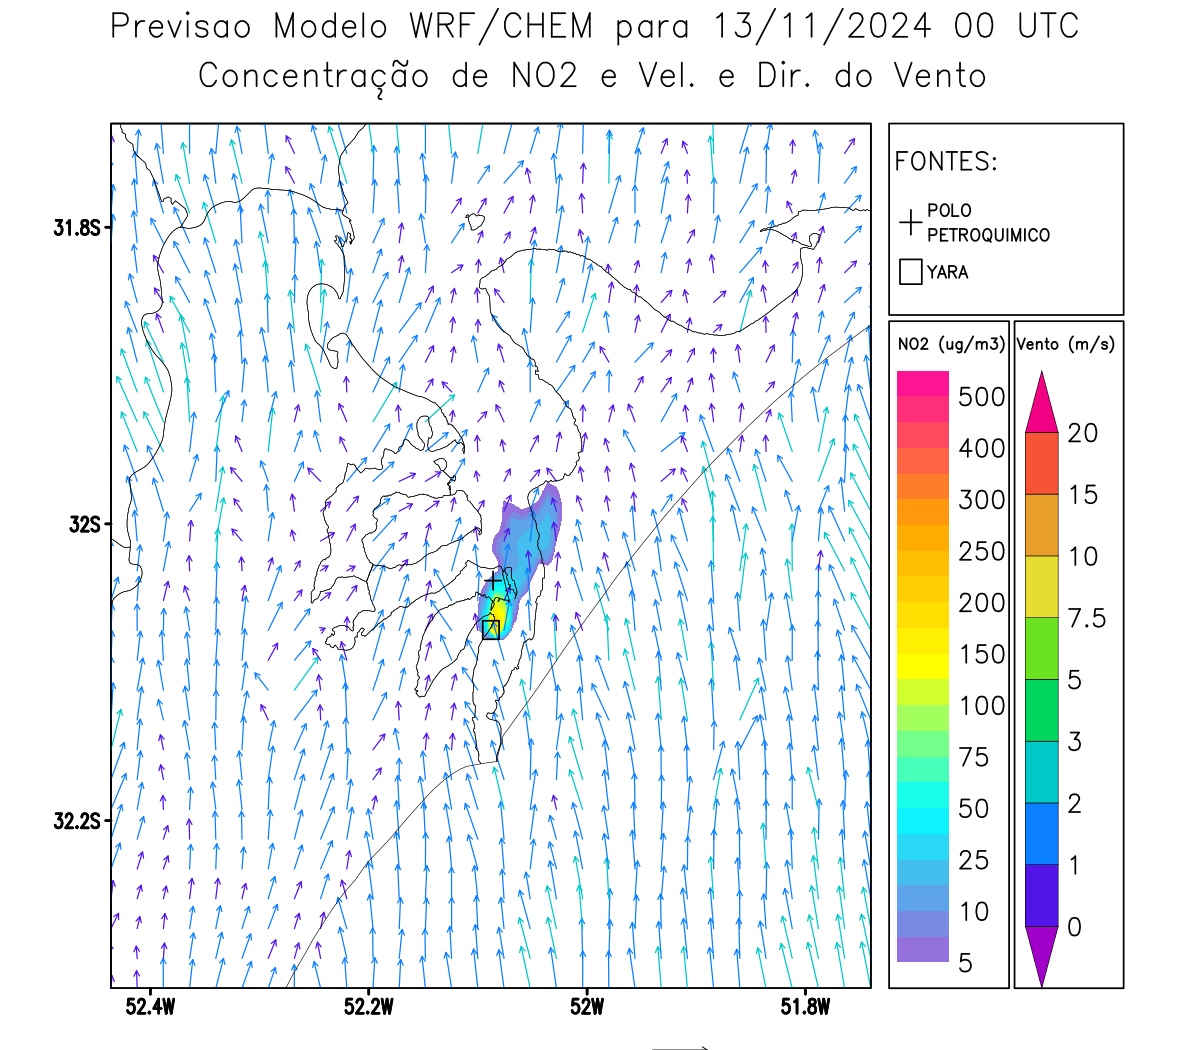 Previsao Modelo WRF/CHEM para 13/11/2024 00 UTC
Concentração de NO2 e Vel. e Dir. do Vento
FONTES:
POLO
PETROQUIMICO
YARA
NO2 (ug/m3)
500
400
300
250
200
150
100
75
50
25
10
5
Vento (m/s)
20
15
10
7.5
5
3
2
1
0
31.8S
32S
32.2S
52.4W
52.2W
52W
51.8W